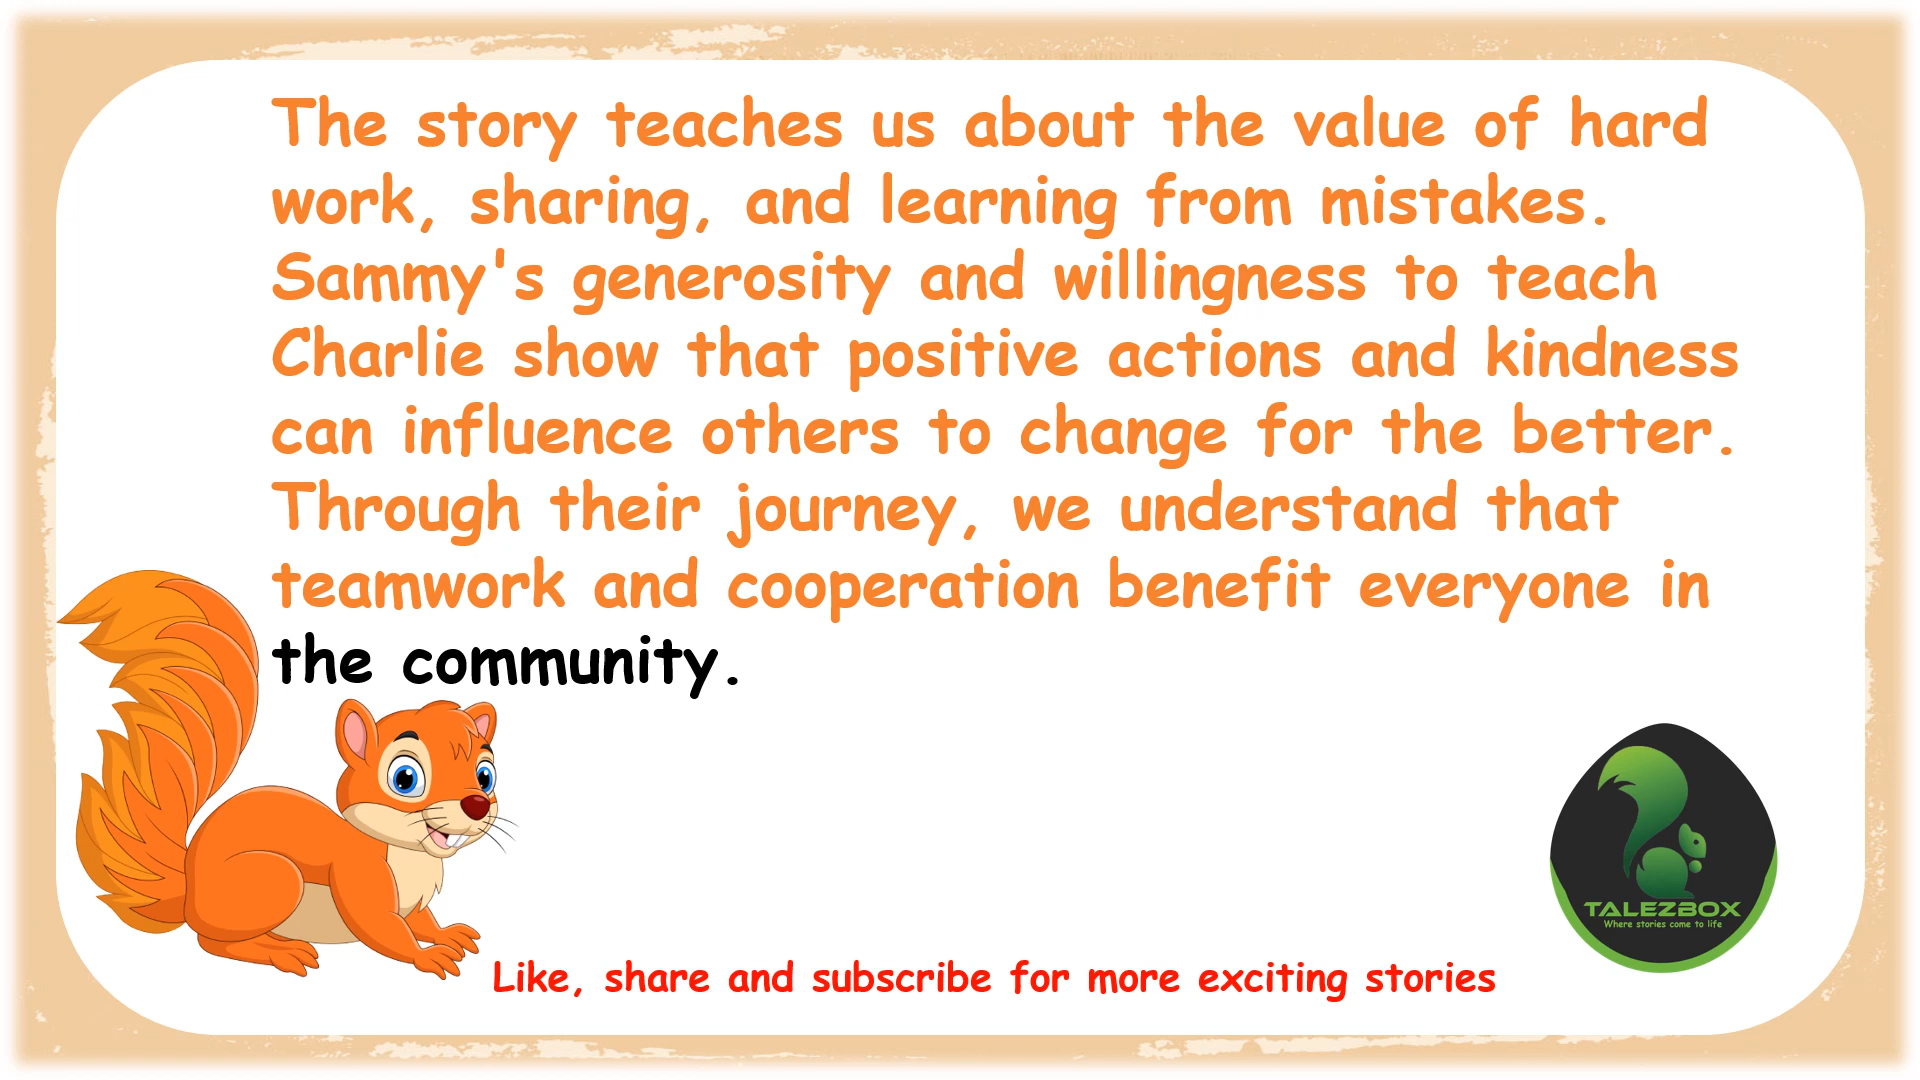 The story teaches us about the value of hard
work, sharing, and learning from mistakes.
Sammy's generosity and willingness to teach
Charlie show that positive actions and kindness
can influence others to change for the better.
Through their journey, we understand that
teamwork and cooperation benefit everyone in
the community.
TALEZBOX
Where stories come to life
Like, share and subscribe for more exciting stories